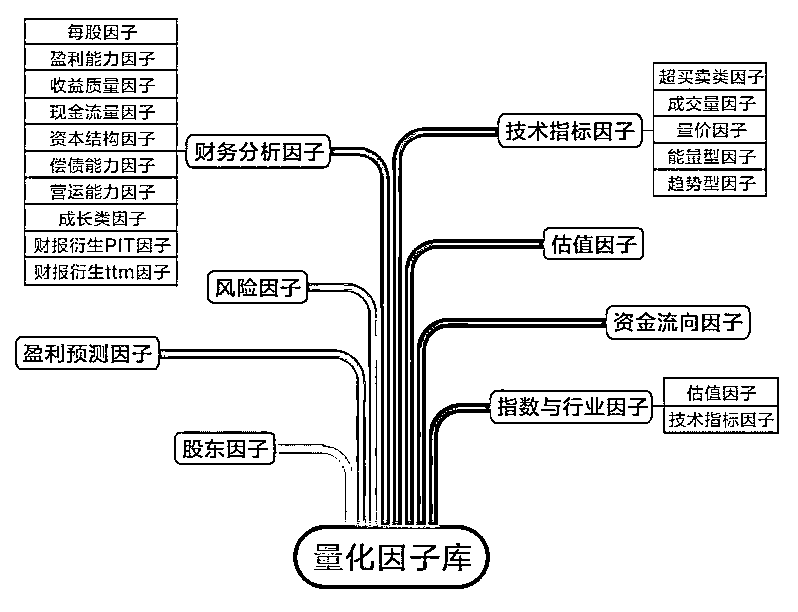 每股因子
盈利能力因子
收益质量因子
现金流量因子
资本结构因子
偿债能力因子
营运能力因子
成长类因子
财报衍生PIT因子
财报衍生ttm因子
财务分析因子
风险因子
盈利预测因子
股东因子
技术指标因子
超买卖类因子
成交量因子
量价因子
能量型因子
趋势型因子
估值因子
资金流向因子
指数与行业因子
估值因子
技术指标因子
量化因子库